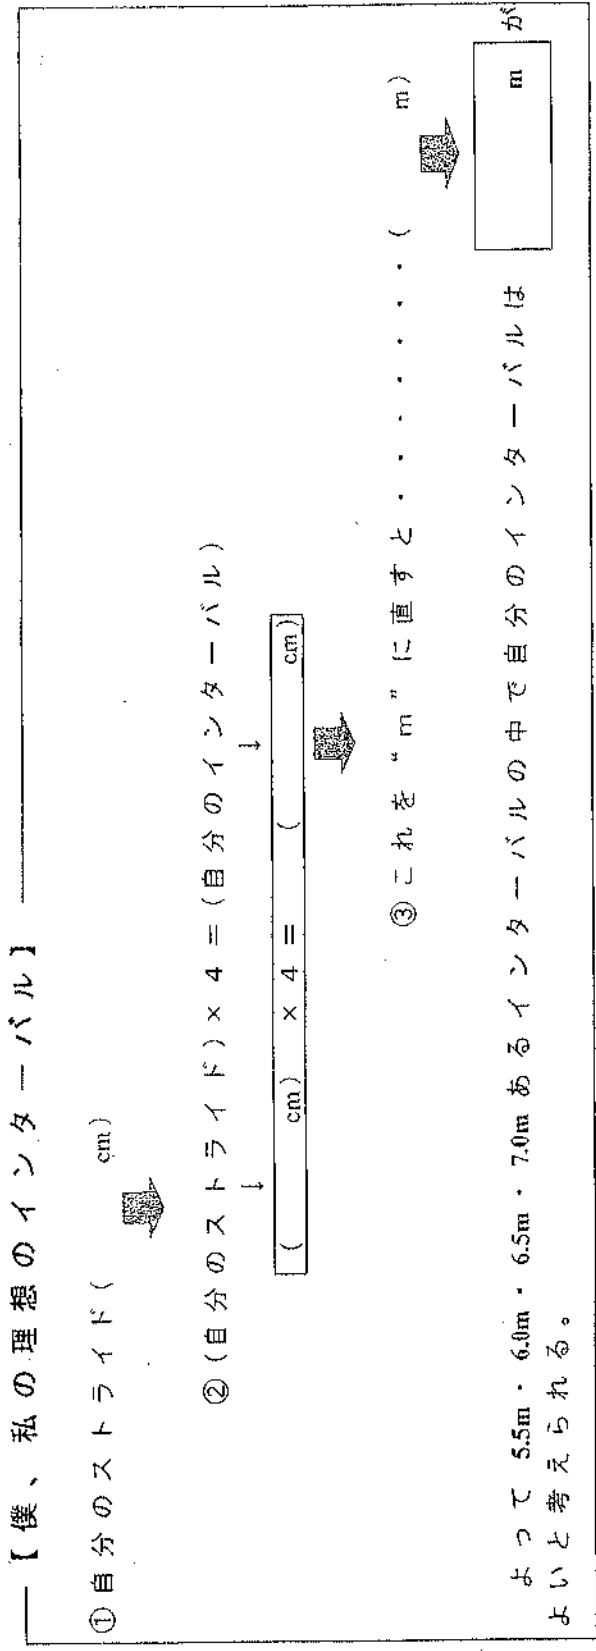 【僕、私の理想のインターバル】
①自分のストライド(　　　cm)
②(自分のストライド)×4=(自分のインターバル)
↓　　　↓
(　　　cm) ×4= (　　　cm)
③これを“m”に直すと・・・・・・・・(　　　m)
よって 5.5m・6.0m・6.5m・7.0mあるインターバルの中で自分のインターバルは　　　m が
よいと考えられる。